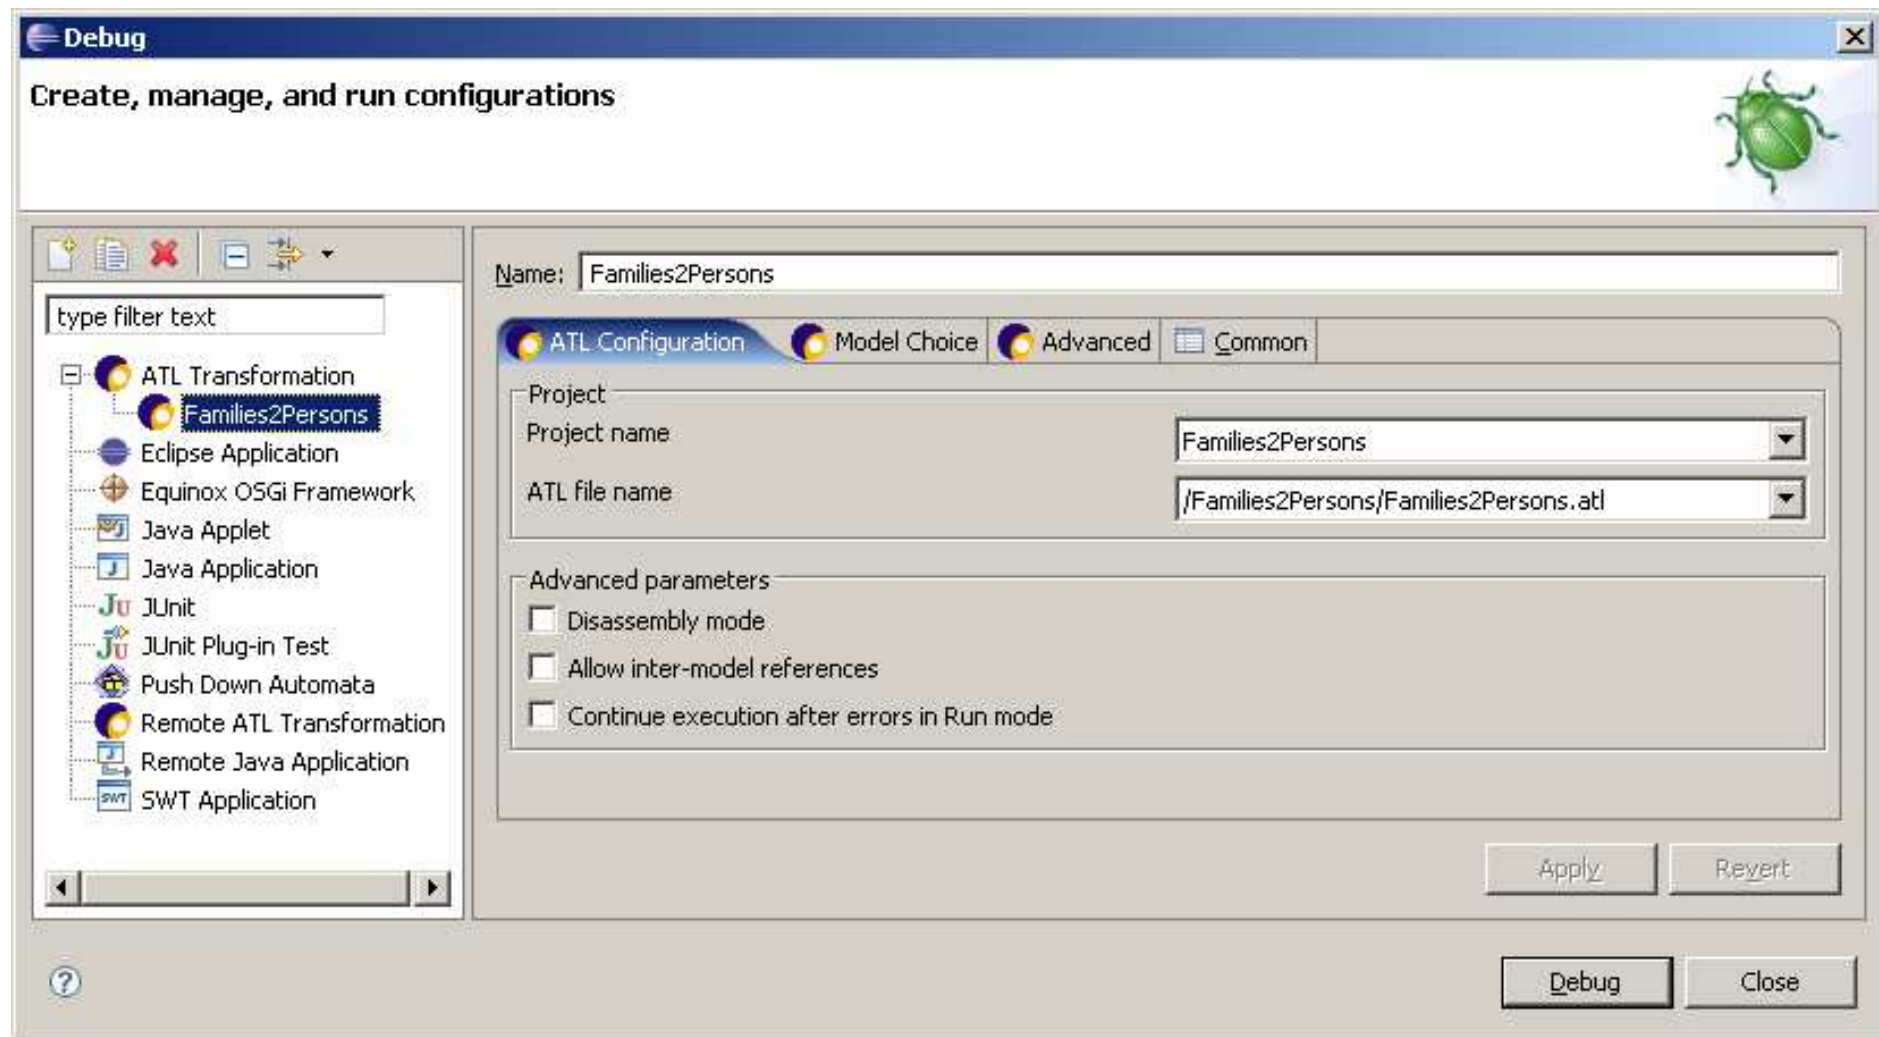 Debug
Create, manage, and run configurations
type filter text
ATL Transformation
Families2Persons
Eclipse Application
Equinox OSGi Framework
Java Applet
Java Application
JUnit
JUnit Plug-in Test
Push Down Automata
Remote ATL Transformation
Remote Java Application
SWT Application
Name: Families2Persons
ATL Configuration Model Choice Advanced Common
Project
Project name Families2Persons
ATL file name /Families2Persons/Families2Persons.atl
Advanced parameters
Disassembly mode
Allow inter-model references
Continue execution after errors in Run mode
Apply Revert
Debug Close